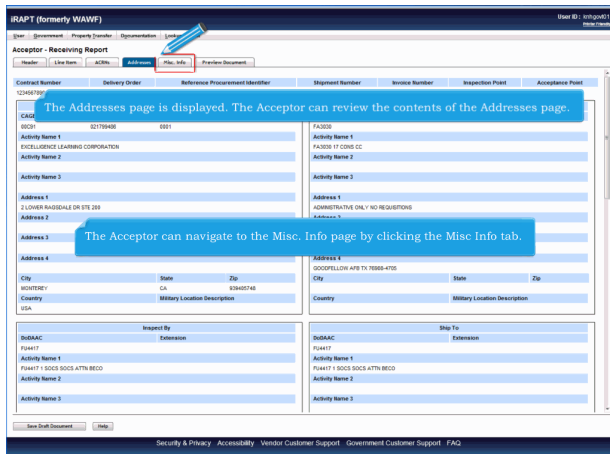 iRAPT (formerly WAWF)
User ID : kmhgovt01
Printer Friendly
User Government Property Transfer Documentation Lookup
Acceptor - Receiving Report
Header Line Item ACRNs Addresses Misc. Info Preview Document
Contract Number Delivery Order Reference Procurement Identifier Shipment Number Invoice Number Inspection Point Acceptance Point
The Addresses page is displayed. The Acceptor can review the contents of the Addresses page.
CAGE
09C91 021799488 0001 FA3030
Activity Name 1 Activity Name 1
EXCELLIGENCE LEARNING CORPORATION FA3030 17 CONS CC
Activity Name 2 Activity Name 2
Activity Name 3 Activity Name 3
Address 1 Address 1
2 LOWER RAGSDALE DR STE 200 ADMINISTRATIVE ONLY NO REQUISITIONS
Address 2 Address 2
The Acceptor can navigate to the Misc. Info page by clicking the Misc Info tab.
Address 3
Address 4 Address 4
GOODFELLOW AFB TX 76908-4705
City State Zip City State Zip
MONTEREY CA 939405748
Country Military Location Description Country Military Location Description
USA
Inspect By Ship To
DoDAAC Extension DoDAAC Extension
FU4417 FU4417
Activity Name 1 Activity Name 1
FU4417 1 SOCS SOCS ATTN BECO FU4417 1 SOCS SOCS ATTN BECO
Activity Name 2 Activity Name 2
Activity Name 3 Activity Name 3
Save Draft Document Help
Security & Privacy Accessibility Vendor Customer Support Government Customer Support FAQ